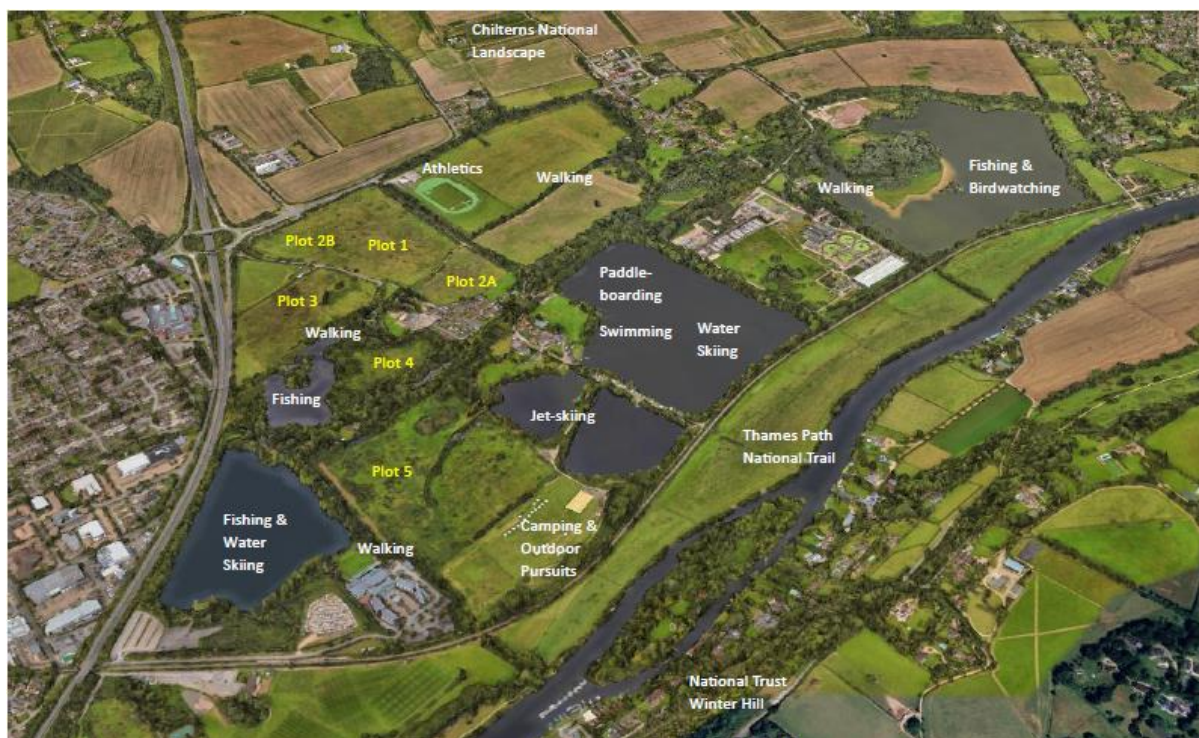 Chilterns National
Landscape
Athletics
Walking
Fishing &
Birdwatching
Walking
Plot 2B
Plot 1
Plot 2A
Paddle-
boarding
Swimming
Water
Skiing
Plot 3
Walking
Plot 4
Fishing
Jet-skiing
Thames Path
National Trail
Plot 5
Fishing &
Water
Skiing
Camping &
Outdoor
Pursuits
Walking
National Trust
Winter Hill